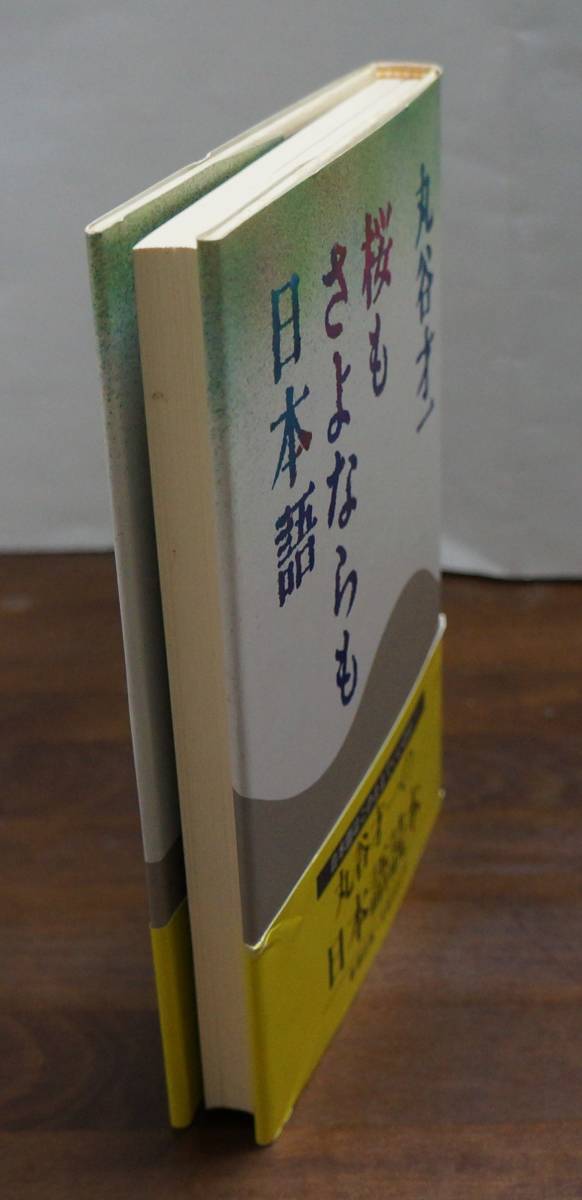 丸谷才一
桜も
さよならも
日本語
丸谷才一の
日本語読本